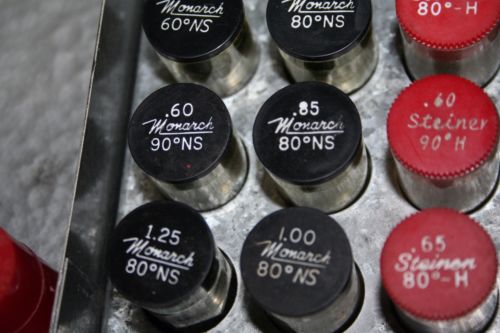 Monarch
60°NS
Monarch
80°NS
80°-H
.60
Monarch
90°NS
.85
Monarch
80°NS
.60
Steiner
90°H
1.25
Monarch
80°NS
1.00
Monarch
80°NS
.65
Steiner
80°-H